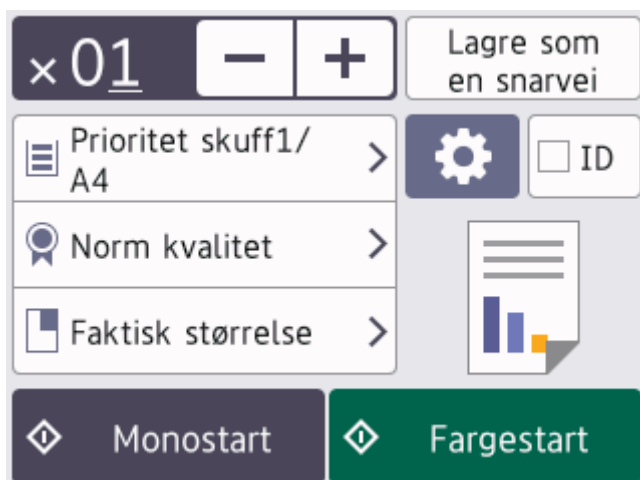 ×01 − +
Lagre som
en snarvei
Prioritet skuff1/
A4
ID
Norm kvalitet
Faktisk størrelse
Monostart
Fargestart